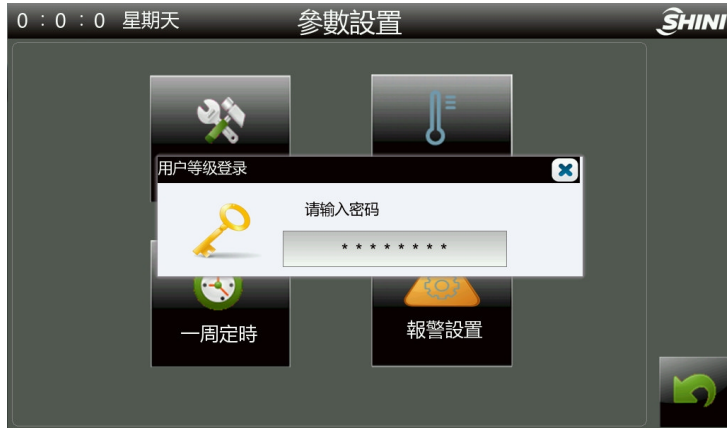 0 : 0 : 0 星期天
參數設置
SHINI
用户等级登录
请输入密码
* * * * * * * *
一周定時
報警設置